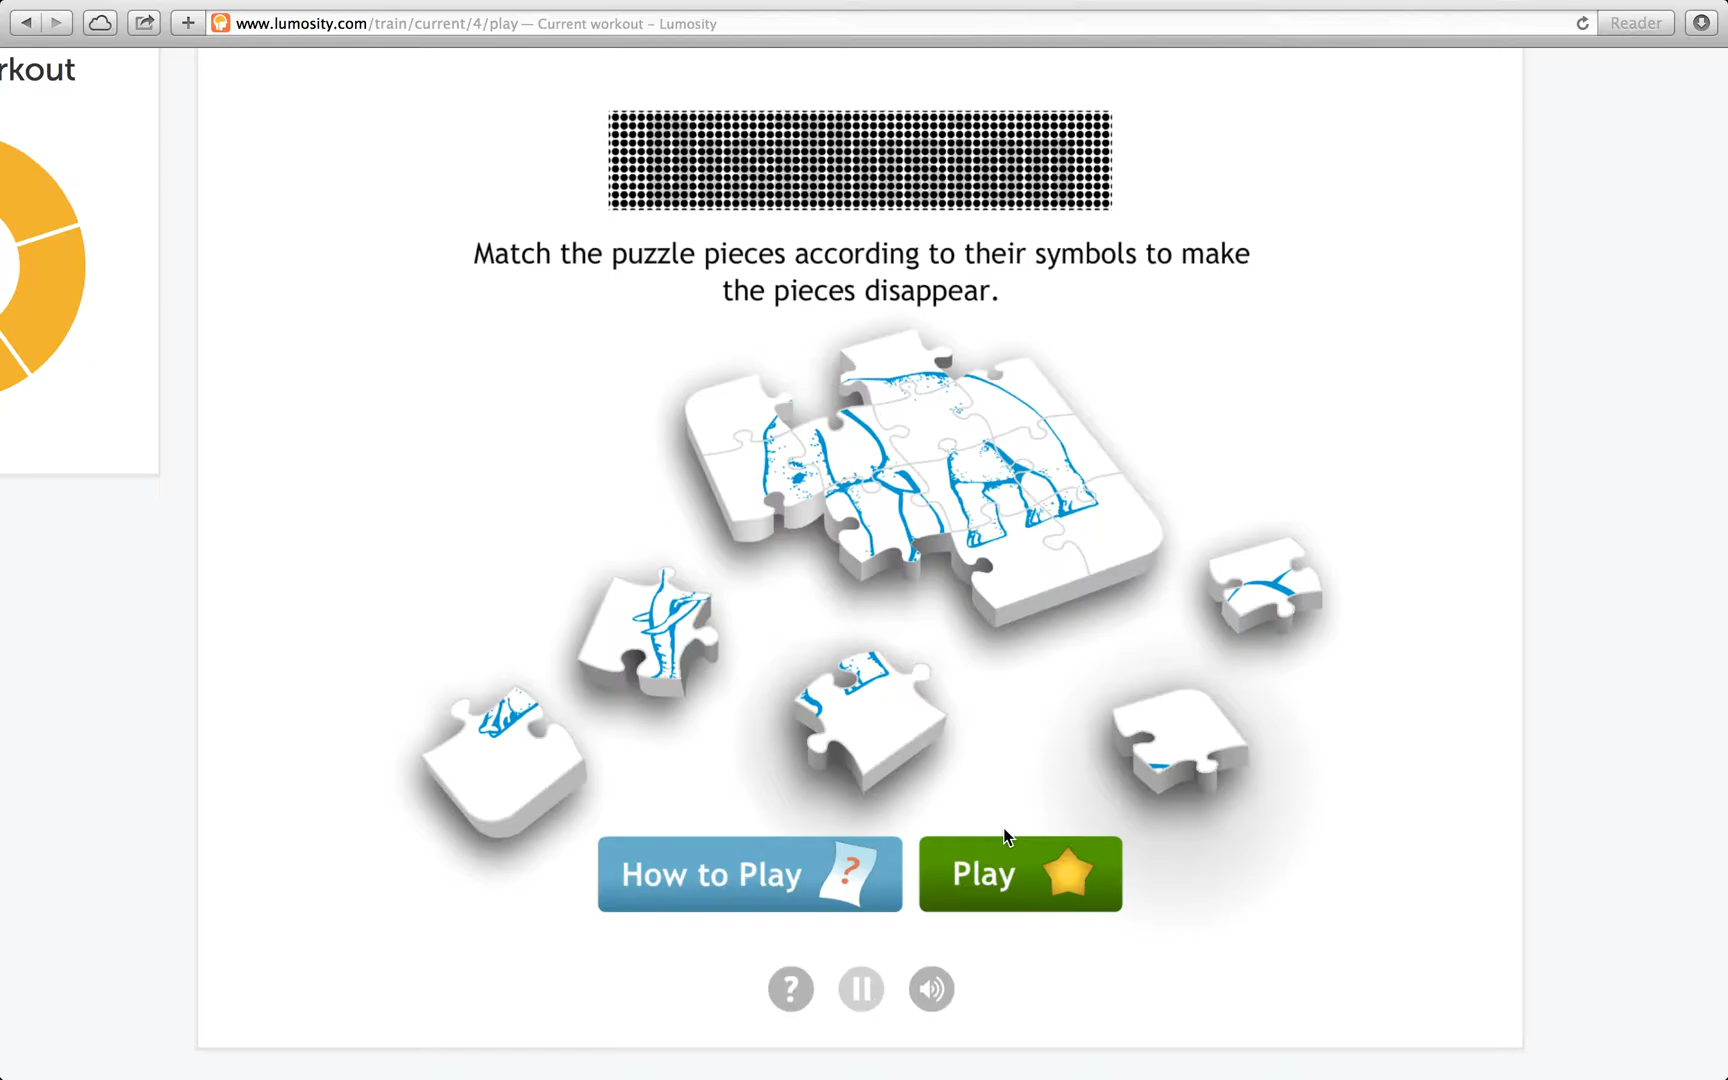 www.lumosity.com/train/current/4/play — Current workout – Lumosity
Reader
rkout
Match the puzzle pieces according to their symbols to make
the pieces disappear.
How to Play ?
Play
?